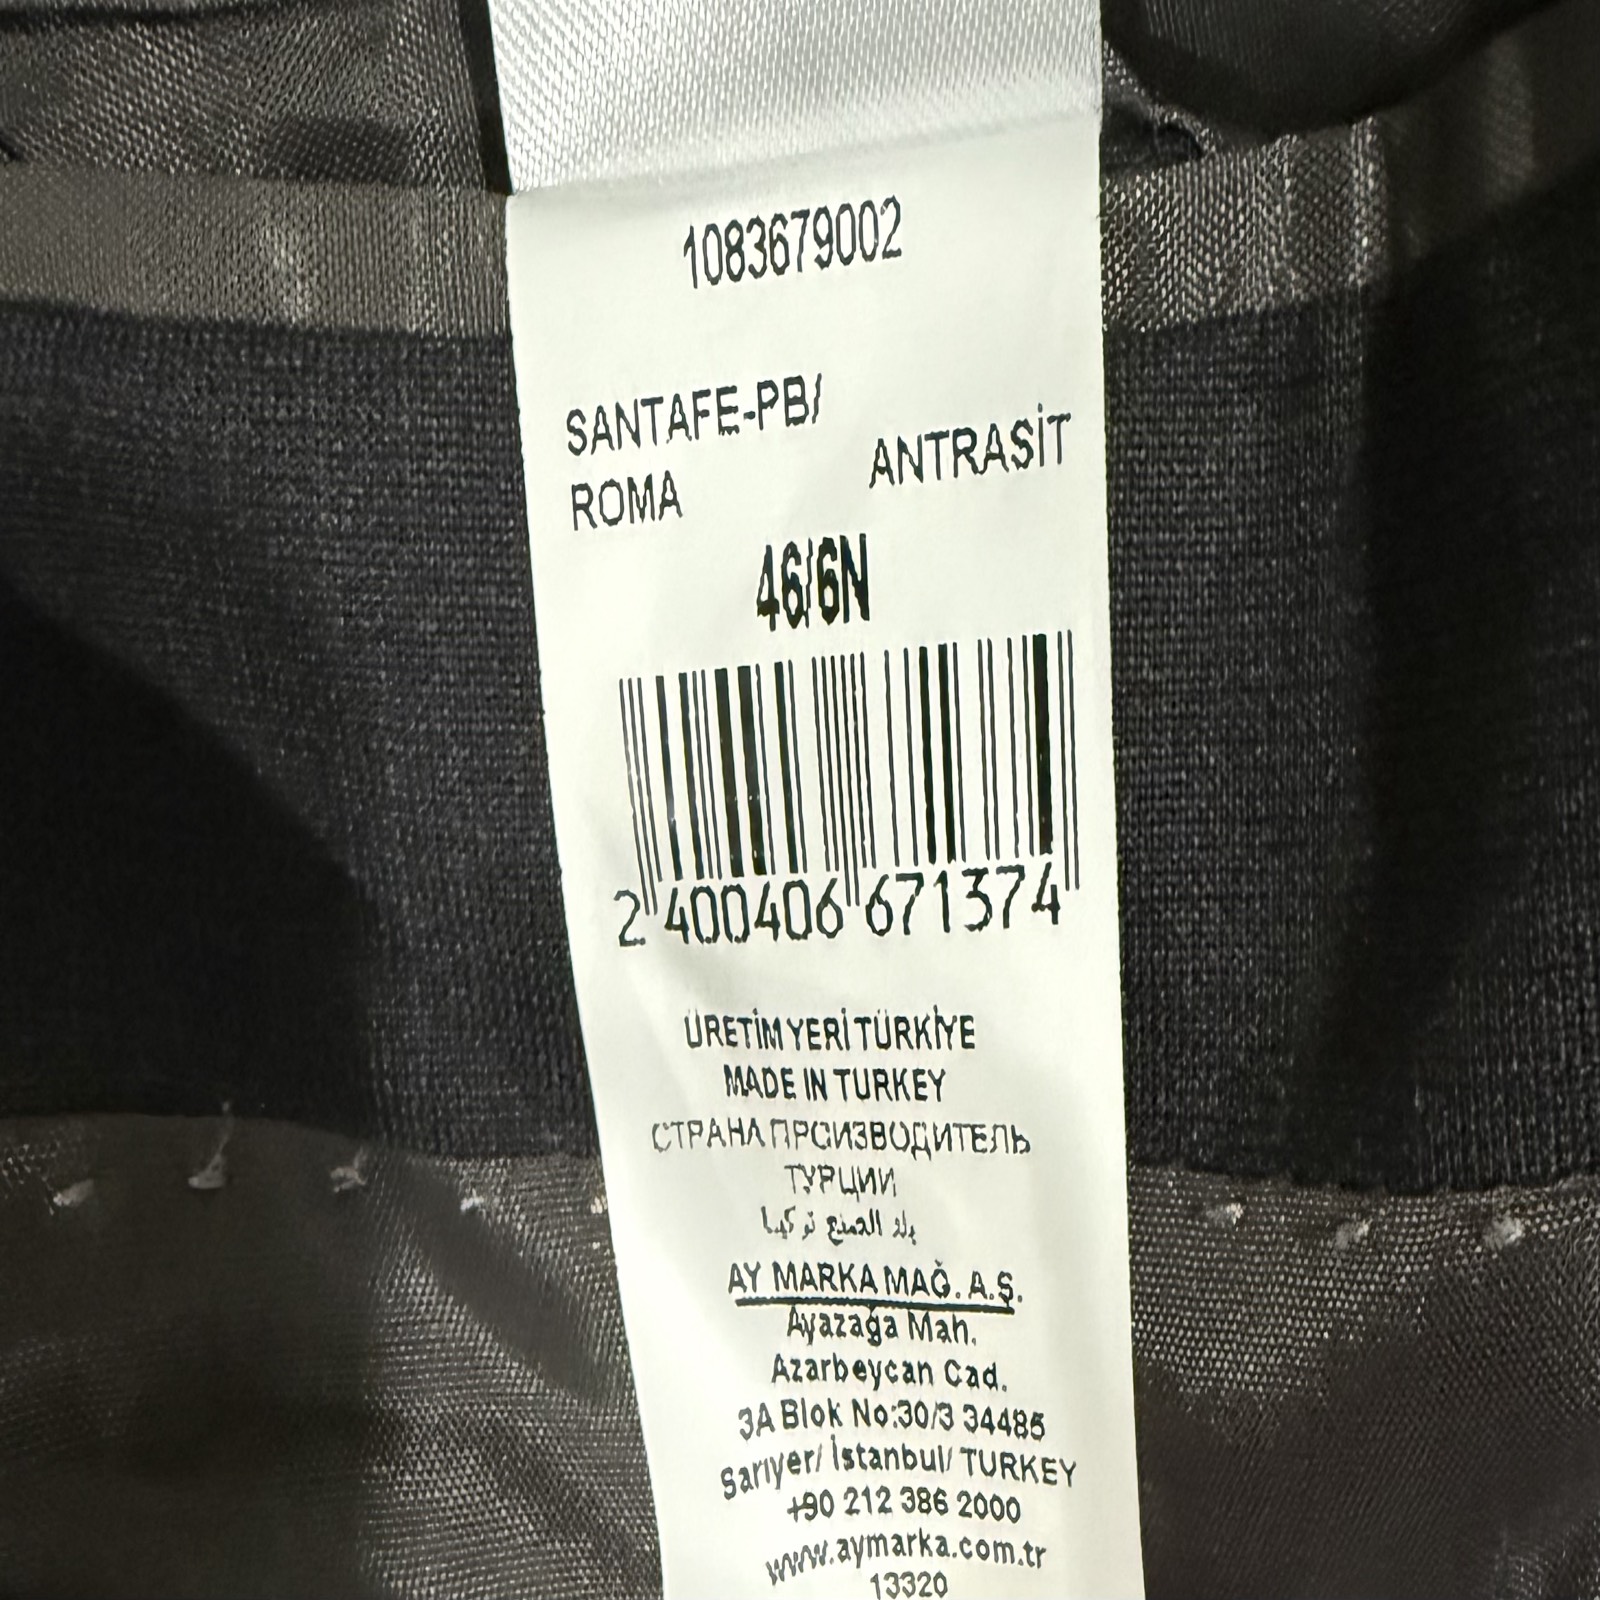 1083679002
SANTAFE-PB/
ROMA
ANTRASİT
46/6N
2 400406 671374
ÜRETİM YERİ TÜRKİYE
MADE IN TURKEY
СТРАНА ПРОИЗВОДИТЕЛЬ
ТУРЦИИ
بلد الصنع تركيا
AY MARKA MAĞ. A.Ş.
Ayazağa Mah.
Azarbeycan Cad.
3A Blok No:30/3 34485
Sarıyer/ İstanbul/ TURKEY
+90 212 386 2000
www.aymarka.com.tr
13320